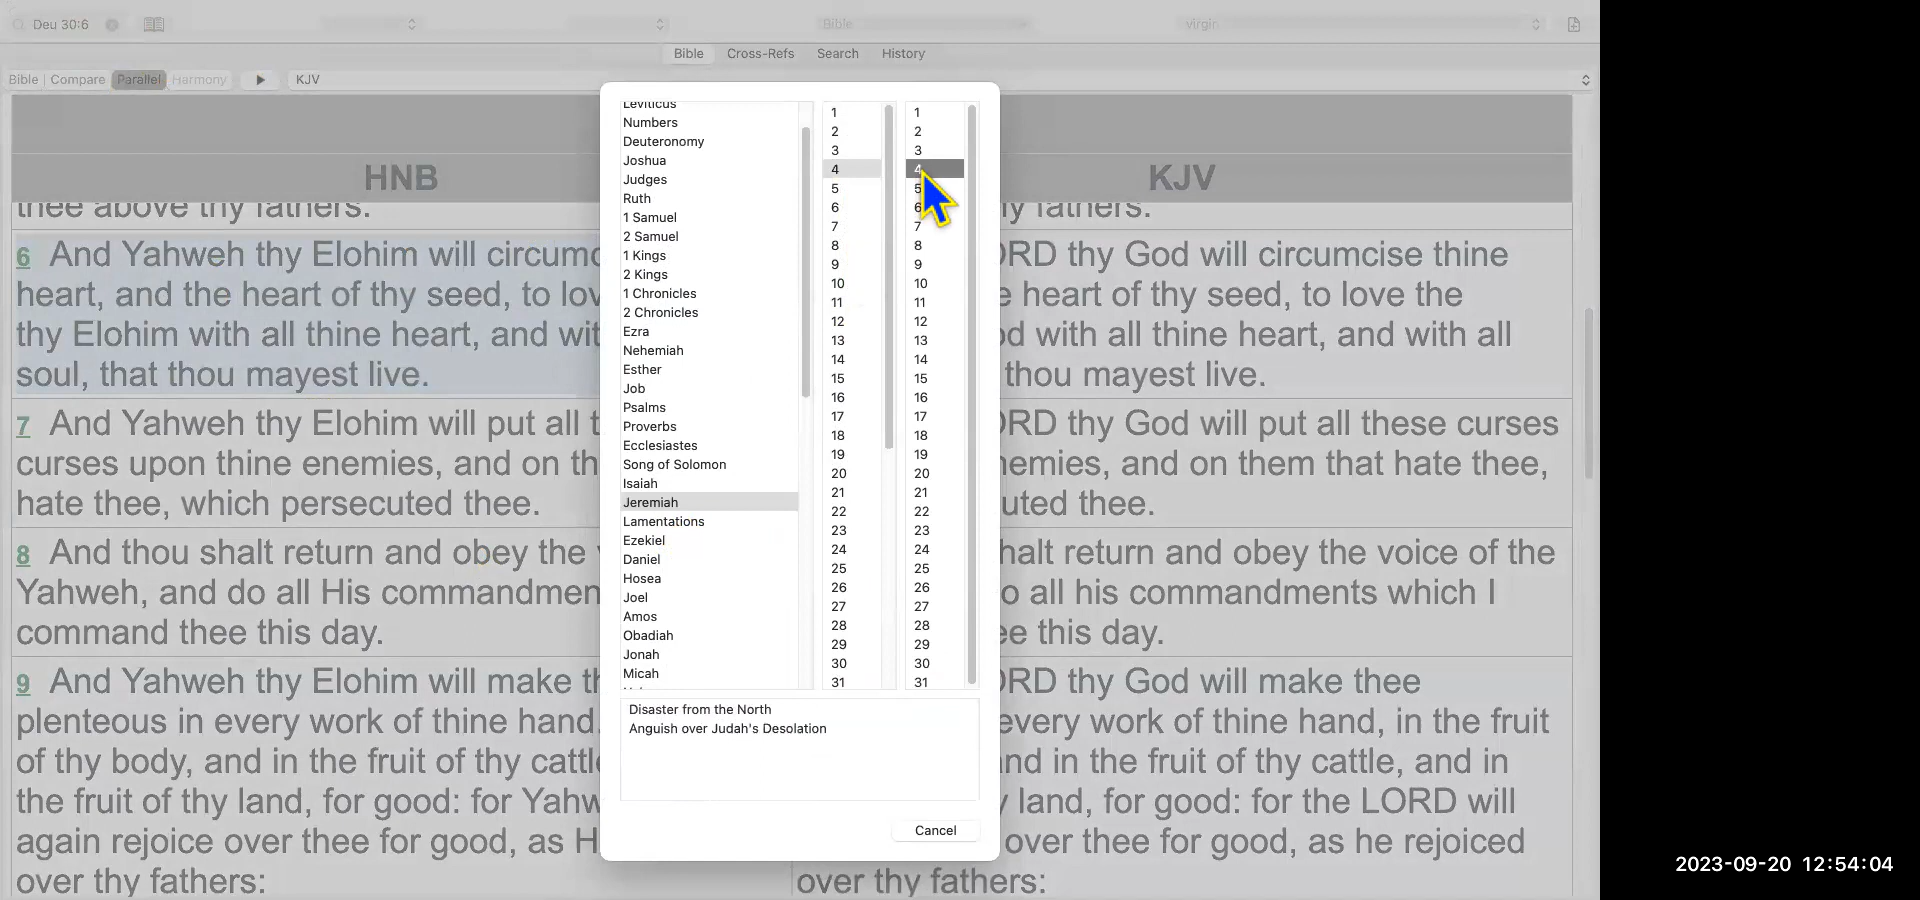 Deu 30:6
Bible
virgin
Bible Cross-Refs Search History
Bible | Compare Parallel Harmony KJV
HNB
thee above thy fathers.
6 And Yahweh thy Elohim will circumc
heart, and the heart of thy seed, to lov
thy Elohim with all thine heart, and wit
soul, that thou mayest live.
7 And Yahweh thy Elohim will put all t
curses upon thine enemies, and on th
hate thee, which persecuted thee.
8 And thou shalt return and obey the
Yahweh, and do all His commandmen
command thee this day.
9 And Yahweh thy Elohim will make th
plenteous in every work of thine hand.
of thy body, and in the fruit of thy cattl
the fruit of thy land, for good: for Yahw
again rejoice over thee for good, as H
over thy fathers:
Leviticus
Numbers
Deuteronomy
Joshua
Judges
Ruth
1 Samuel
2 Samuel
1 Kings
2 Kings
1 Chronicles
2 Chronicles
Ezra
Nehemiah
Esther
Job
Psalms
Proverbs
Ecclesiastes
Song of Solomon
Isaiah
Jeremiah
Lamentations
Ezekiel
Daniel
Hosea
Joel
Amos
Obadiah
Jonah
Micah
1
2
3
4
5
6
7
8
9
10
11
12
13
14
15
16
17
18
19
20
21
22
23
24
25
26
27
28
29
30
31
1
2
3
4
5
6
7
8
9
10
11
12
13
14
15
16
17
18
19
20
21
22
23
24
25
26
27
28
29
30
31
Disaster from the North
Anguish over Judah's Desolation
Cancel
KJV
y fathers.
RD thy God will circumcise thine
e heart of thy seed, to love the
od with all thine heart, and with all
thou mayest live.
RD thy God will put all these curses
nemies, and on them that hate thee,
uted thee.
halt return and obey the voice of the
o all his commandments which I
ee this day.
RD thy God will make thee
every work of thine hand, in the fruit
and in the fruit of thy cattle, and in
y land, for good: for the LORD will
over thee for good, as he rejoiced
over thy fathers:
2023-09-20 12:54:04